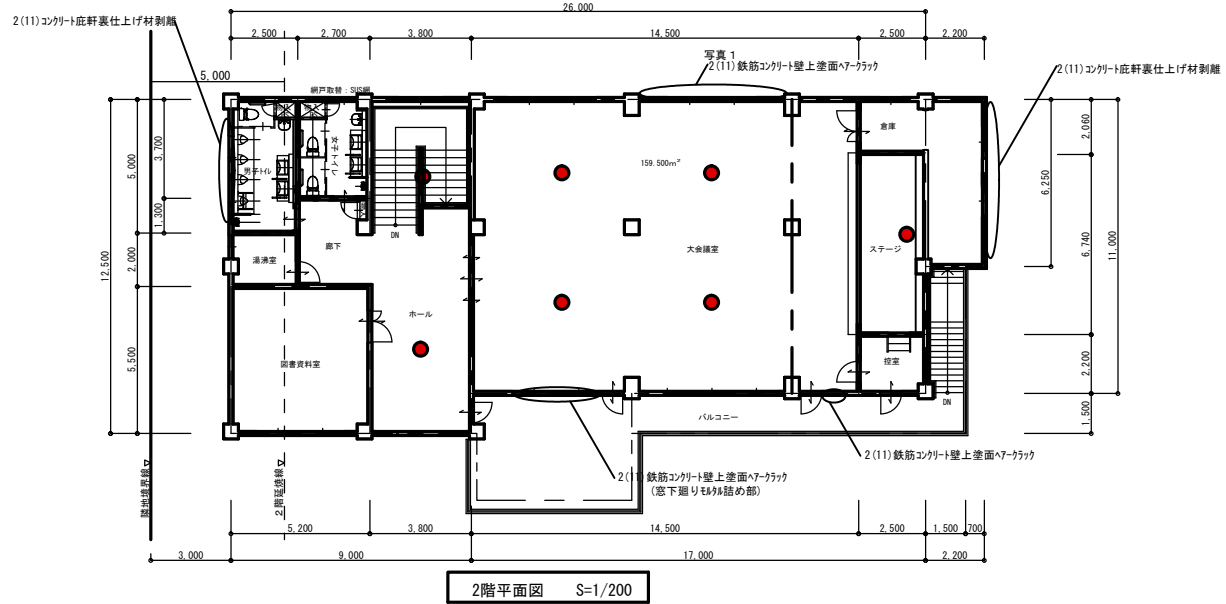 26,000
2(11)コンクリート庇軒裏仕上げ材剥離
2,500
2,700
3,800
14,500
2,500
2,200
写真1
2(11)鉄筋コンクリート壁上塗面ヘアークラック
2(11)コンクリート庇軒裏仕上げ材剥離
5,000
網戸取替：SUS網
倉庫
159.500m²
男子トイレ
女子トイレ
DN
廊下
大会議室
ステージ
湯沸室
ホール
図書資料室
控室
DN
バルコニー
12,500
5,000
2,000
5,500
3,700
1,300
2,060
6,740
2,200
1,500
6,250
11,000
2(11)鉄筋コンクリート壁上塗面ヘアークラック
2(11)鉄筋コンクリート壁上塗面ヘアークラック
(窓下廻りモルタル詰め部)
隣地境界線
2階延焼線
5,200
3,800
14,500
2,500
1,500
700
3,000
9,000
17,000
2,200
2階平面図 S=1/200